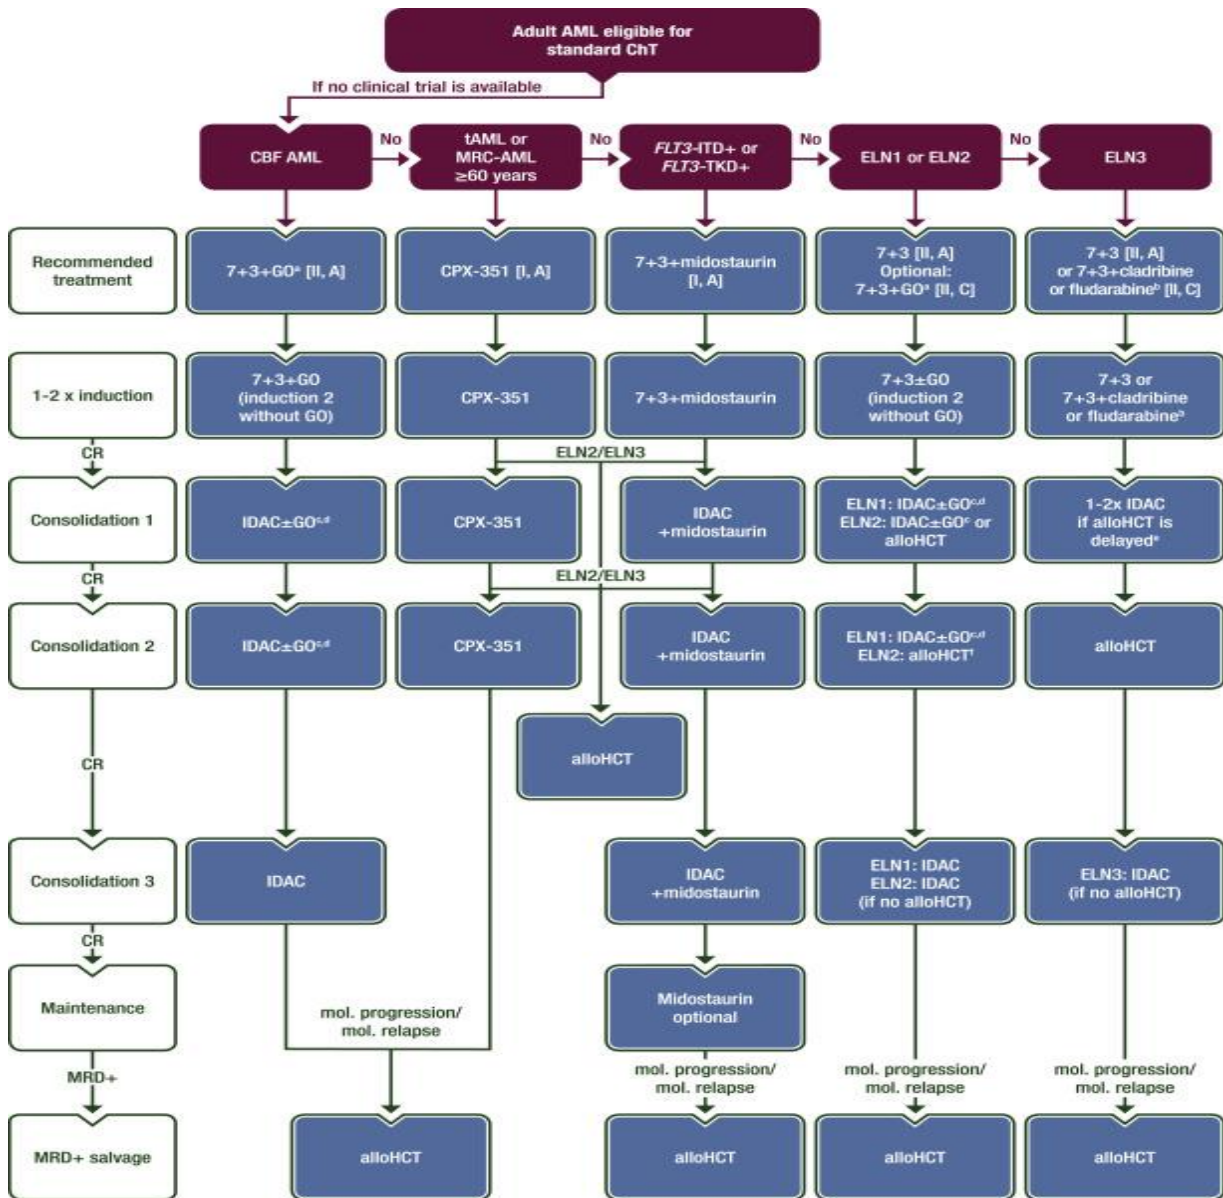 Adult AML eligible for
standard ChT
If no clinical trial is available
CBF AML
No
tAML or
MRC-AML
≥60 years
No
FLT3-ITD+ or
FLT3-TKD+
No
ELN1 or ELN2
No
ELN3
Recommended
treatment
7+3+GOᵃ [II, A]
CPX-351 [I, A]
7+3+midostaurin
[I, A]
7+3 [II, A]
Optional:
7+3+GOᵃ [II, C]
7+3 [II, A]
or 7+3+cladribine
or fludarabineᵇ [II, C]
1-2 x induction
7+3+GO
(induction 2
without GO)
CPX-351
7+3+midostaurin
7+3±GO
(induction 2
without GO)
7+3 or
7+3+cladribine
or fludarabineᵇ
CR
ELN2/ELN3
Consolidation 1
IDAC±GOᶜ,ᵈ
CPX-351
IDAC
+midostaurin
ELN1: IDAC±GOᶜ,ᵈ
ELN2: IDAC±GOᶜ or
alloHCT
1-2x IDAC
if alloHCT is
delayedᵉ
CR
ELN2/ELN3
Consolidation 2
IDAC±GOᶜ,ᵈ
CPX-351
IDAC
+midostaurin
ELN1: IDAC±GOᶜ,ᵈ
ELN2: alloHCTᶠ
alloHCT
alloHCT
CR
Consolidation 3
IDAC
IDAC
+midostaurin
ELN1: IDAC
ELN2: IDAC
(if no alloHCT)
ELN3: IDAC
(if no alloHCT)
CR
Maintenance
mol. progression/
mol. relapse
Midostaurin
optional
MRD+
mol. progression/
mol. relapse
mol. progression/
mol. relapse
mol. progression/
mol. relapse
MRD+ salvage
alloHCT
alloHCT
alloHCT
alloHCT